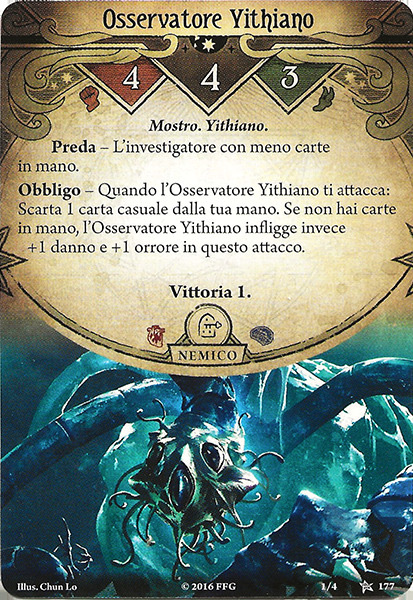 Osservatore Yithiano
4 4 3
Mostro. Yithiano.
Preda – L'investigatore con meno carte
in mano.
Obbligo – Quando l'Osservatore Yithiano ti attacca:
Scarta 1 carta casuale dalla tua mano. Se non hai carte
in mano, l'Osservatore Yithiano infligge invece
+1 danno e +1 orrore in questo attacco.
Vittoria 1.
NEMICO
Illus. Chun Lo © 2016 FFG 1/4 177